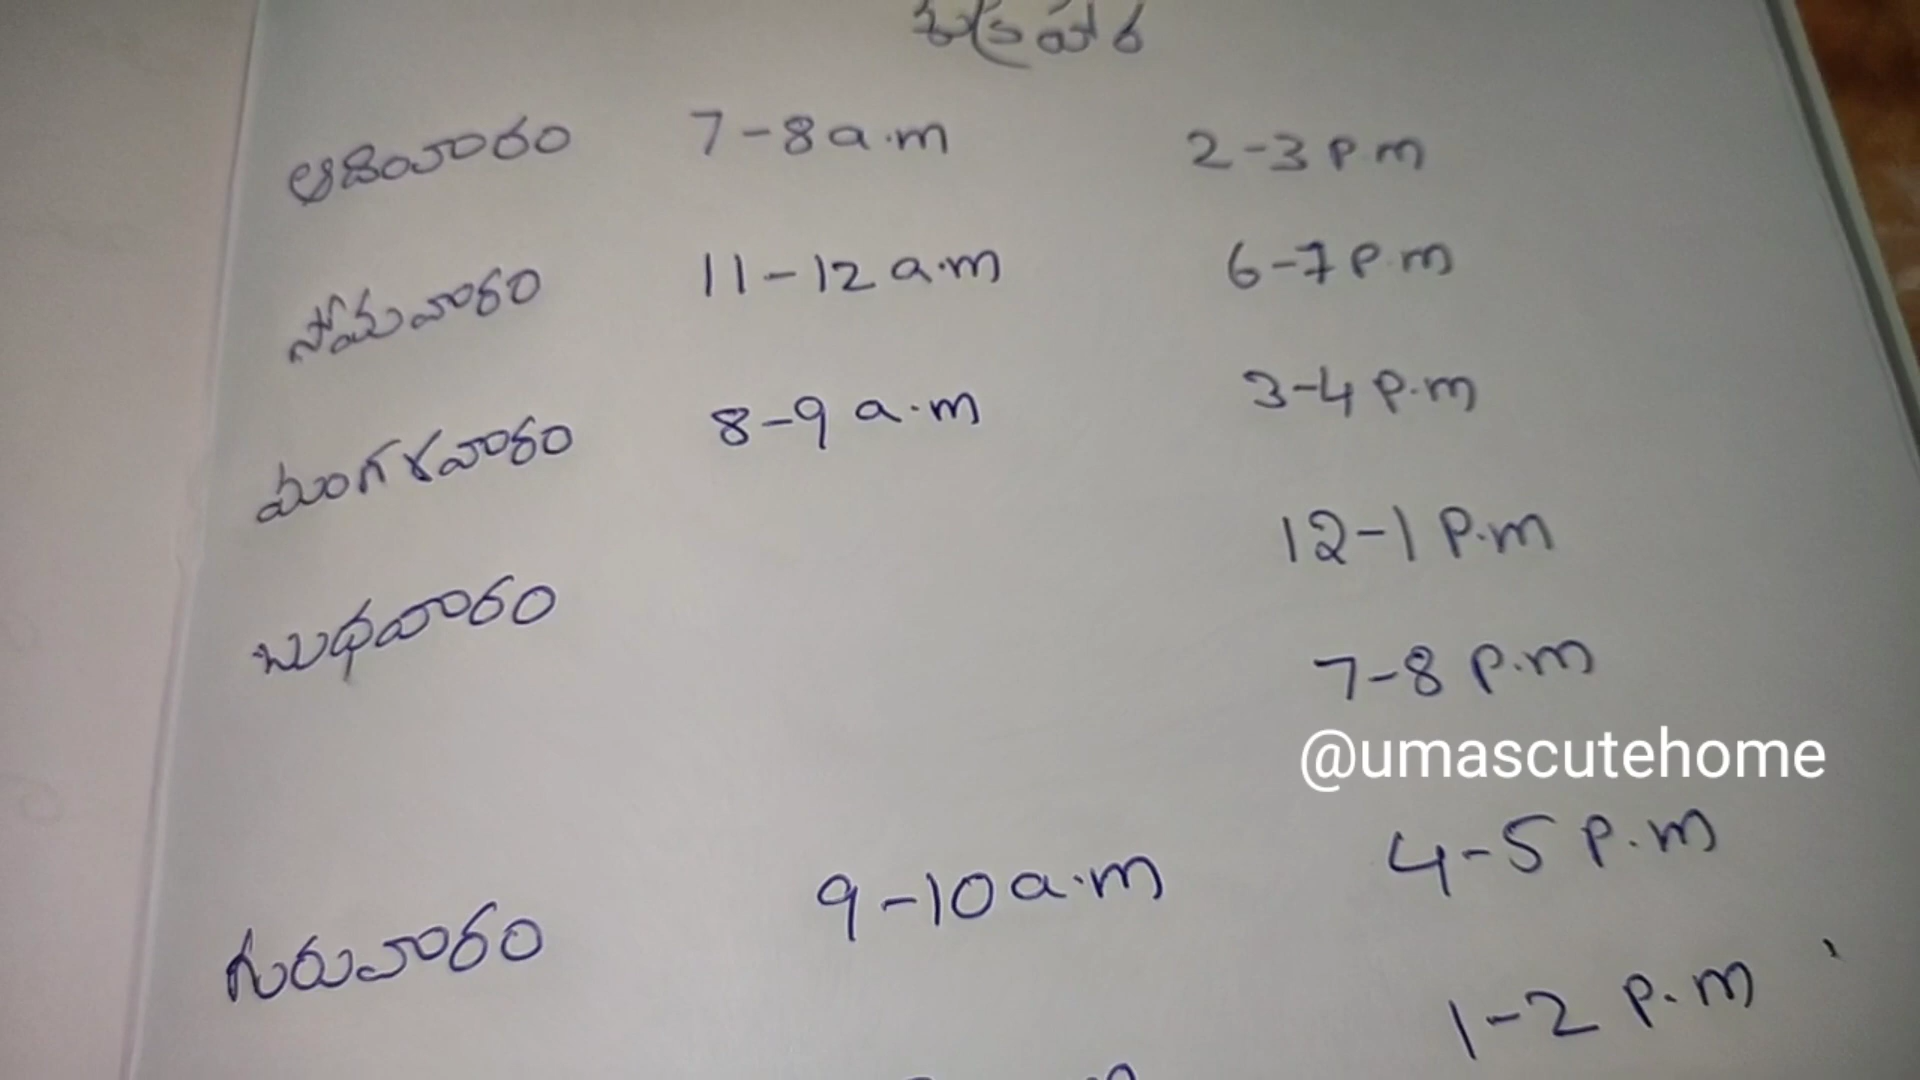 ఆదివారం 7-8 a.m 2-3 p.m
సోమవారం 11-12 a.m 6-7 p.m
మంగళవారం 8-9 a.m 3-4 p.m
12-1 p.m
బుధవారం
7-8 p.m
@umascutehome
గురువారం 9-10 a.m 4-5 p.m
1-2 p.m